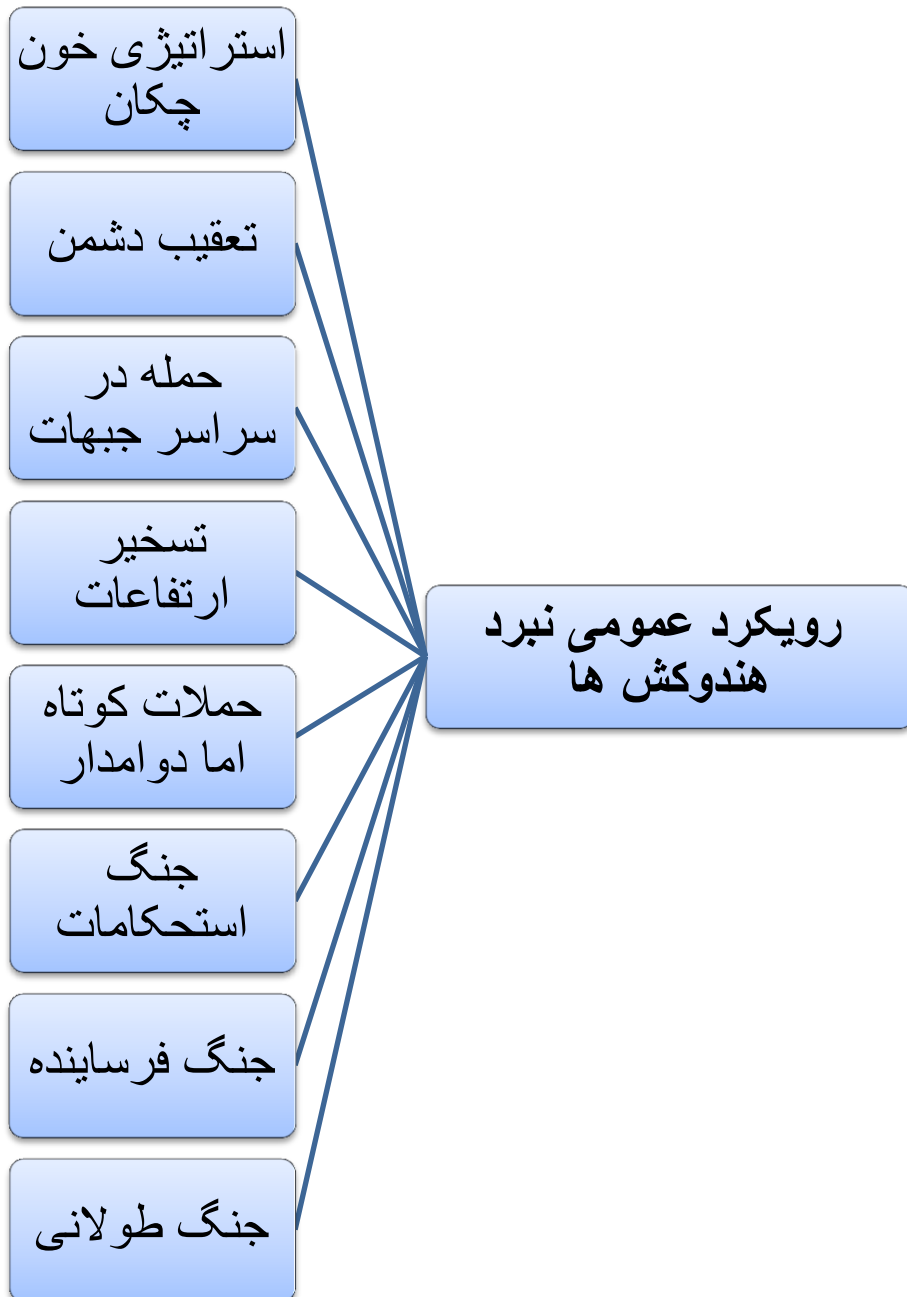 رویکرد عمومی نبرد
هندوکش ها
استراتیژی خون
چکان
تعقیب دشمن
حمله در
سراسر جبهات
تسخیر
ارتفاعات
حملات کوتاه
اما دوامدار
جنگ
استحکامات
جنگ فرساینده
جنگ طولانی